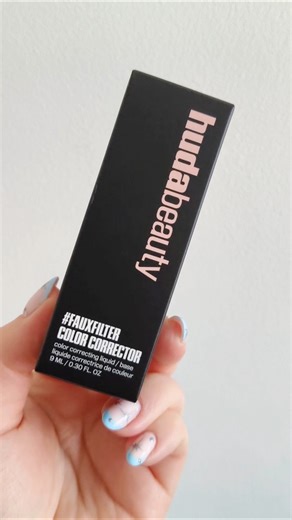 hudabeauty
#FAUXFILTER
COLOR CORRECTOR
color correcting liquid / base
liquide correctrice de couleur
9 ML / 0.30 FL. OZ